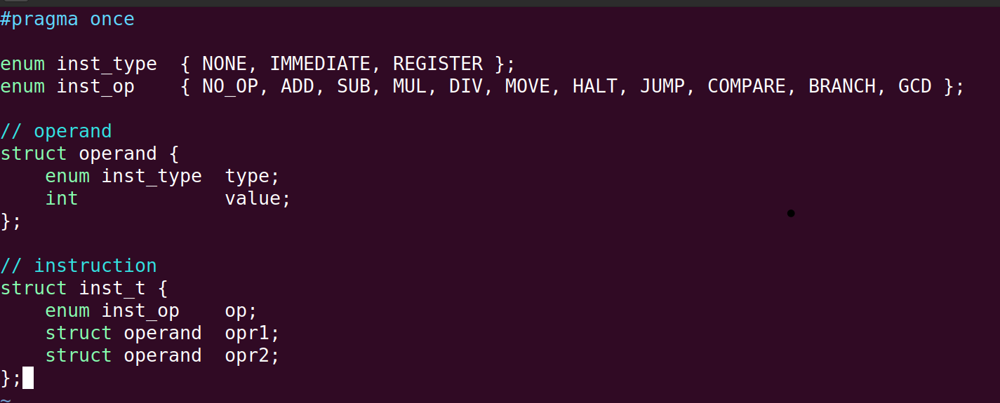 #pragma once
enum inst_type  { NONE, IMMEDIATE, REGISTER };
enum inst_op    { NO_OP, ADD, SUB, MUL, DIV, MOVE, HALT, JUMP, COMPARE, BRANCH, GCD };
// operand
struct operand {
    enum inst_type  type;
    int             value;
};
// instruction
struct inst_t {
    enum inst_op    op;
    struct operand  opr1;
    struct operand  opr2;
};
~